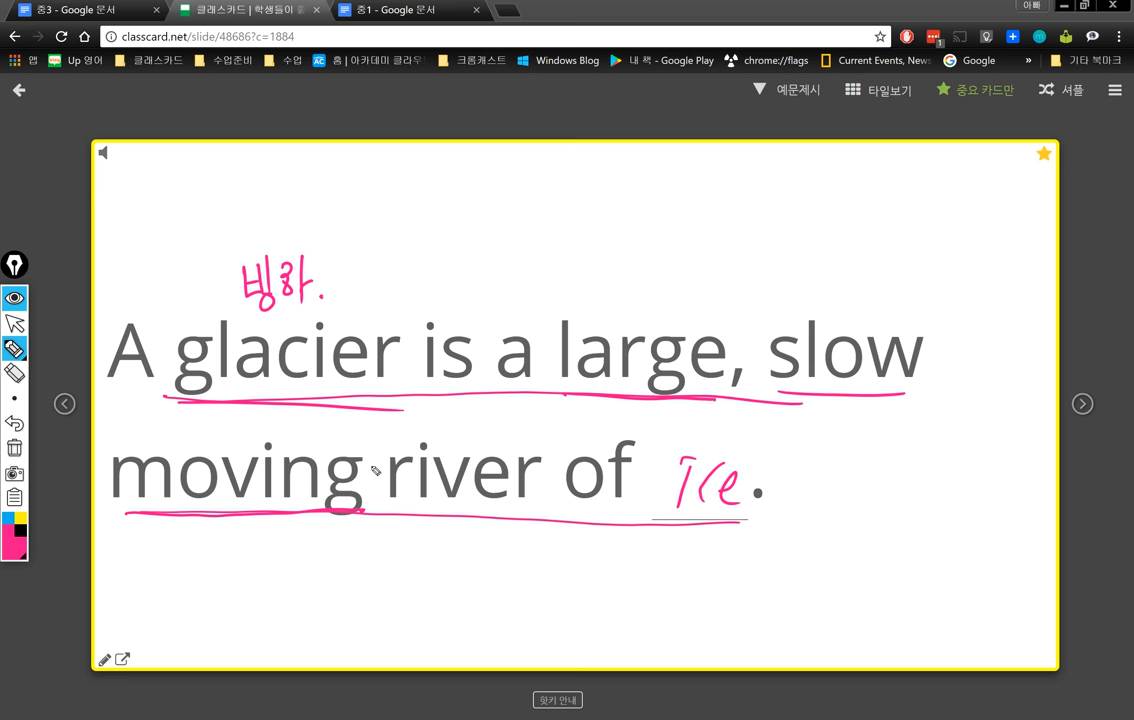 중3 - Google 문서
클래스카드 | 학생들이 
중1 - Google 문서
아빠
classcard.net/slide/48686?c=1884
앱 Up 영어 클래스카드 수업준비 수업 홈 | 아카데미 클라우 크롬캐스트 Windows Blog 내 책 - Google Play chrome://flags Current Events, News Google » 기타 북마크
예문제시 타일보기 중요 카드만 셔플
빙하.
A glacier is a large, slow
moving river of ice.
핫키 안내